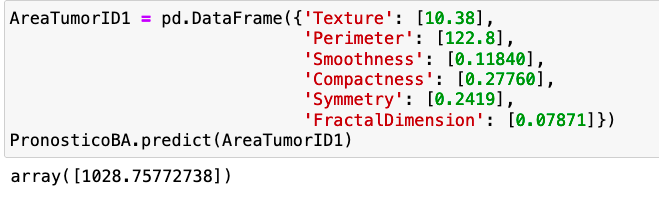 AreaTumorID1 = pd.DataFrame({'Texture': [10.38],
'Perimeter': [122.8],
'Smoothness': [0.11840],
'Compactness': [0.27760],
'Symmetry': [0.2419],
'FractalDimension': [0.07871]})
PronosticoBA.predict(AreaTumorID1)
array([1028.75772738])